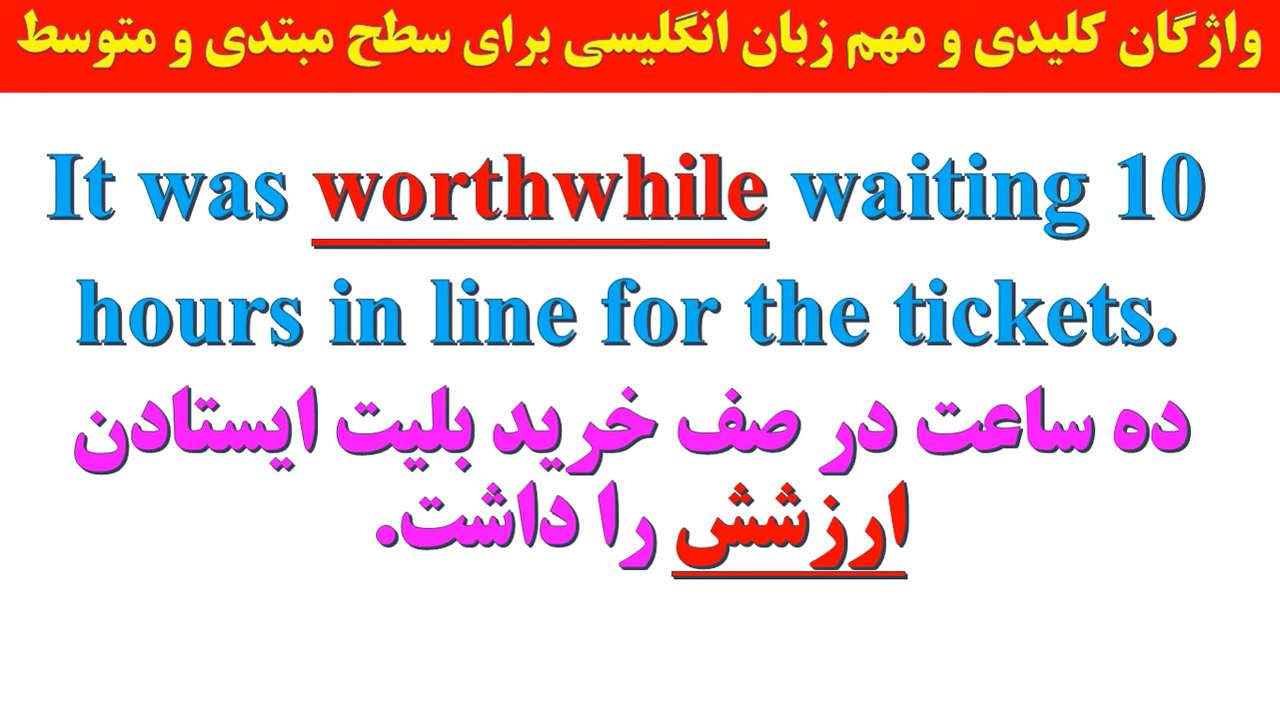 واژگان کلیدی و مهم زبان انگلیسی برای سطح مبتدی و متوسط
It was worthwhile waiting 10
hours in line for the tickets.
ده ساعت در صف خرید بلیت ایستادن
ارزشش را داشت.